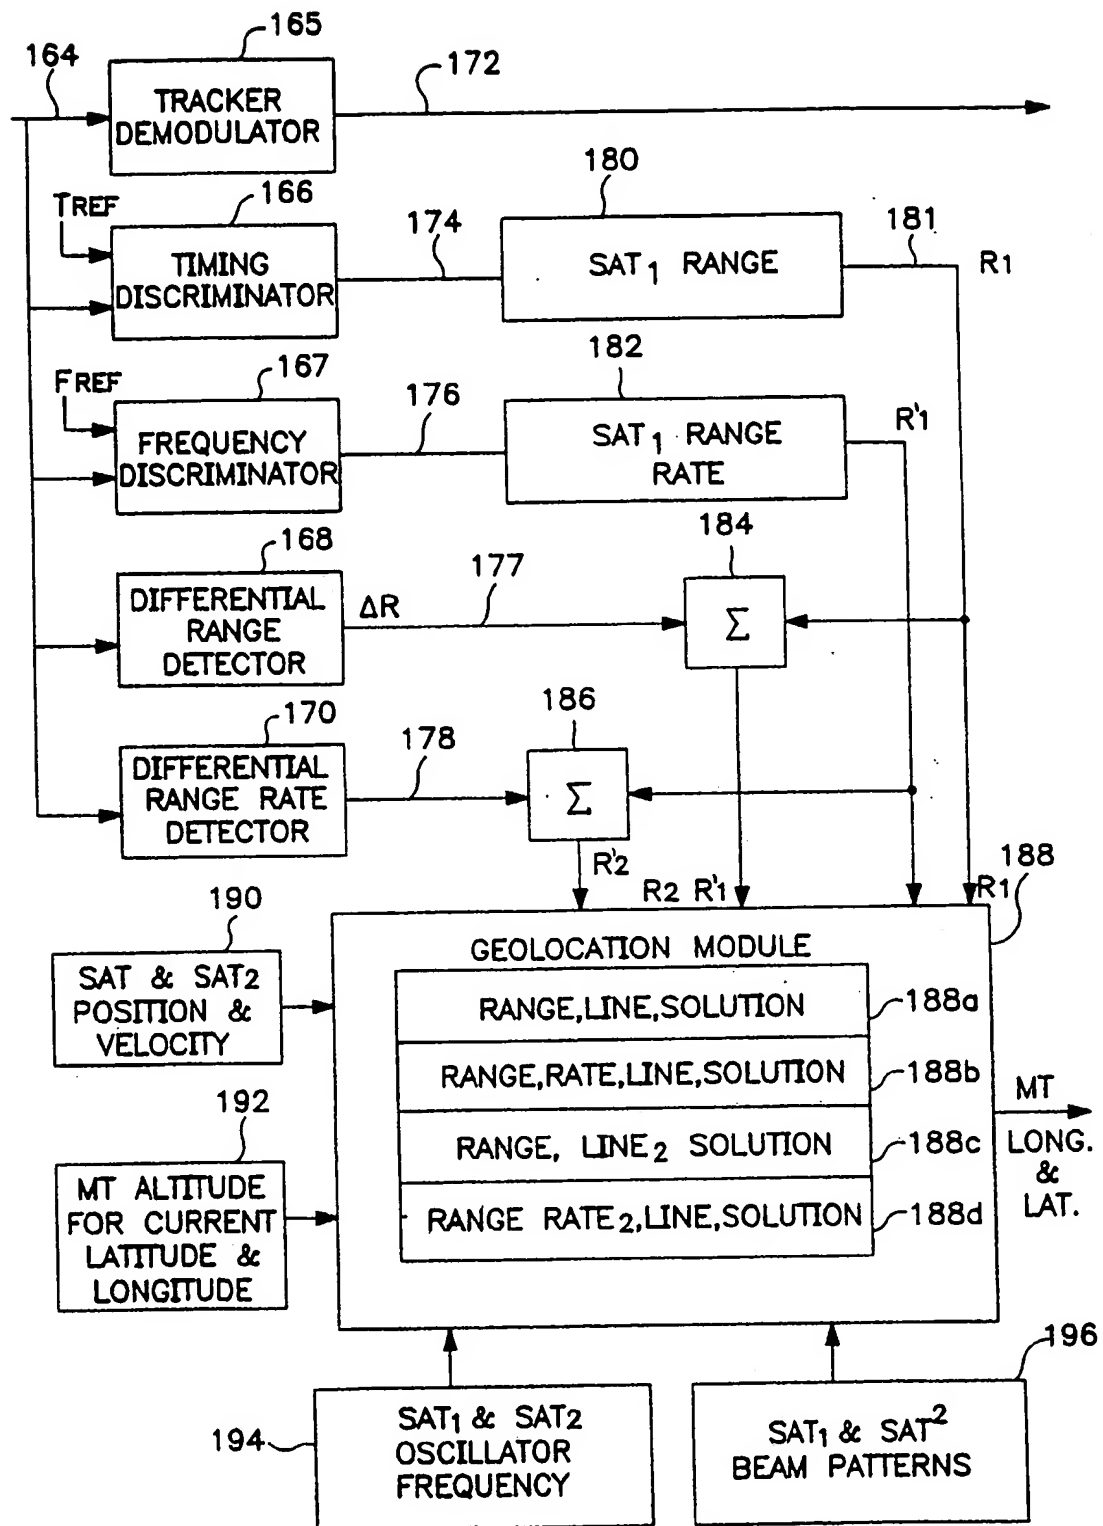 165
164
TRACKER
DEMODULATOR
172
TREF
166
TIMING
DISCRIMINATOR
174
180
SAT1 RANGE
181
R1
FREF
167
FREQUENCY
DISCRIMINATOR
176
182
SAT1 RANGE
RATE
R'1
168
DIFFERENTIAL
RANGE
DETECTOR
ΔR
177
184
Σ
170
DIFFERENTIAL
RANGE RATE
DETECTOR
178
186
Σ
R'2
R2 R'1
R1
188
190
SAT & SAT2
POSITION &
VELOCITY
192
MT ALTITUDE
FOR CURRENT
LATITUDE &
LONGITUDE
GEOLOCATION MODULE
RANGE,LINE,SOLUTION
188a
RANGE,RATE,LINE,SOLUTION
188b
RANGE, LINE2 SOLUTION
188c
RANGE RATE2,LINE,SOLUTION
188d
MT
LONG.
&
LAT.
194
SAT1 & SAT2
OSCILLATOR
FREQUENCY
196
SAT1 & SAT2
BEAM PATTERNS